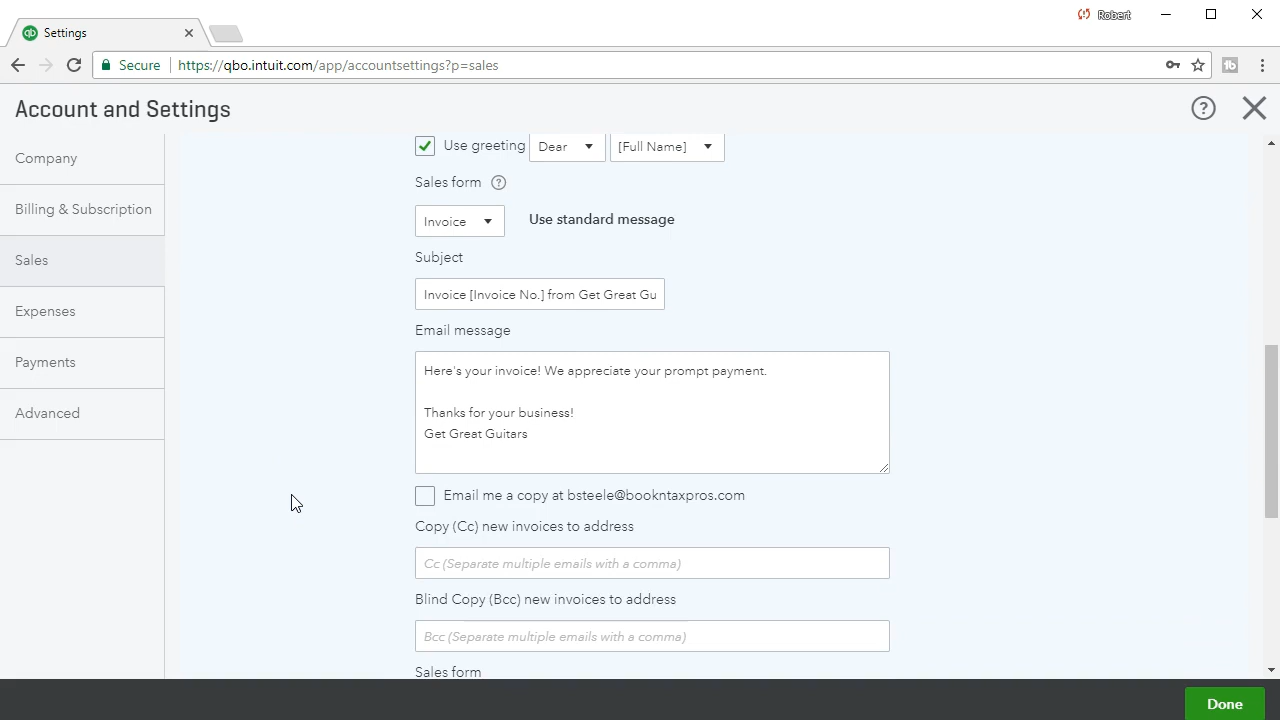 Settings
Robert
Secure
https://qbo.intuit.com/app/accountsettings?p=sales
Account and Settings
Company
Billing & Subscription
Sales
Expenses
Payments
Advanced
Use greeting Dear [Full Name]
Sales form
Invoice Use standard message
Subject
Invoice [Invoice No.] from Get Great Gu
Email message
Here's your invoice! We appreciate your prompt payment.
Thanks for your business!
Get Great Guitars
Email me a copy at bsteele@bookntaxpros.com
Copy (Cc) new invoices to address
Cc (Separate multiple emails with a comma)
Blind Copy (Bcc) new invoices to address
Bcc (Separate multiple emails with a comma)
Sales form
Done